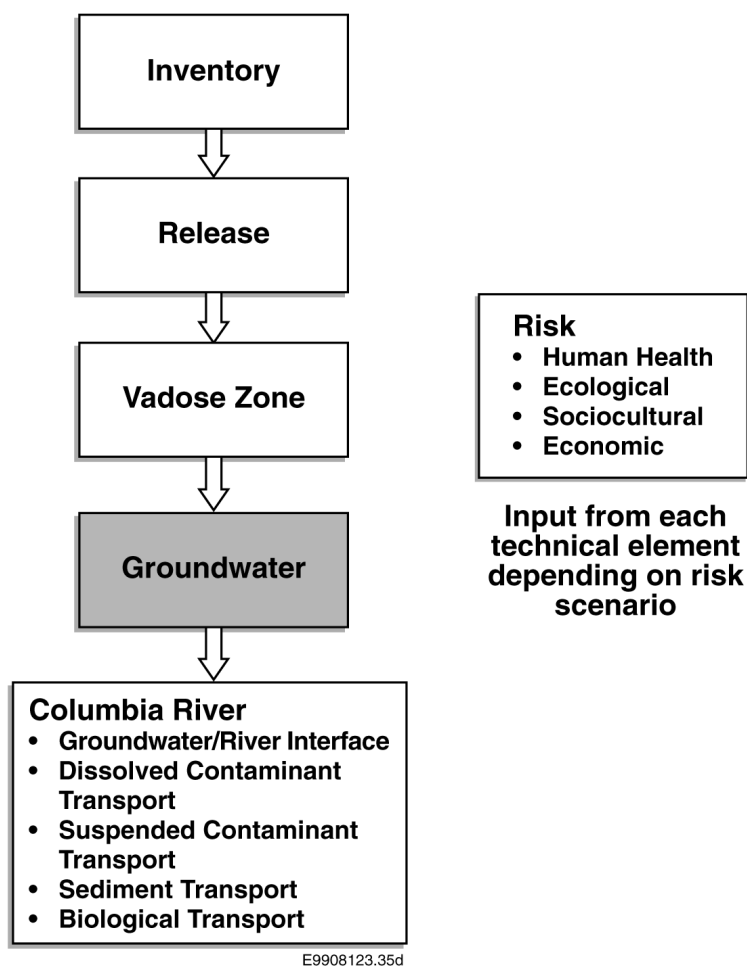 Inventory
Release
Vadose Zone
Groundwater
Columbia River
• Groundwater/River Interface
• Dissolved Contaminant
Transport
• Suspended Contaminant
Transport
• Sediment Transport
• Biological Transport
Risk
• Human Health
• Ecological
• Sociocultural
• Economic
Input from each
technical element
depending on risk
scenario
E9908123.35d